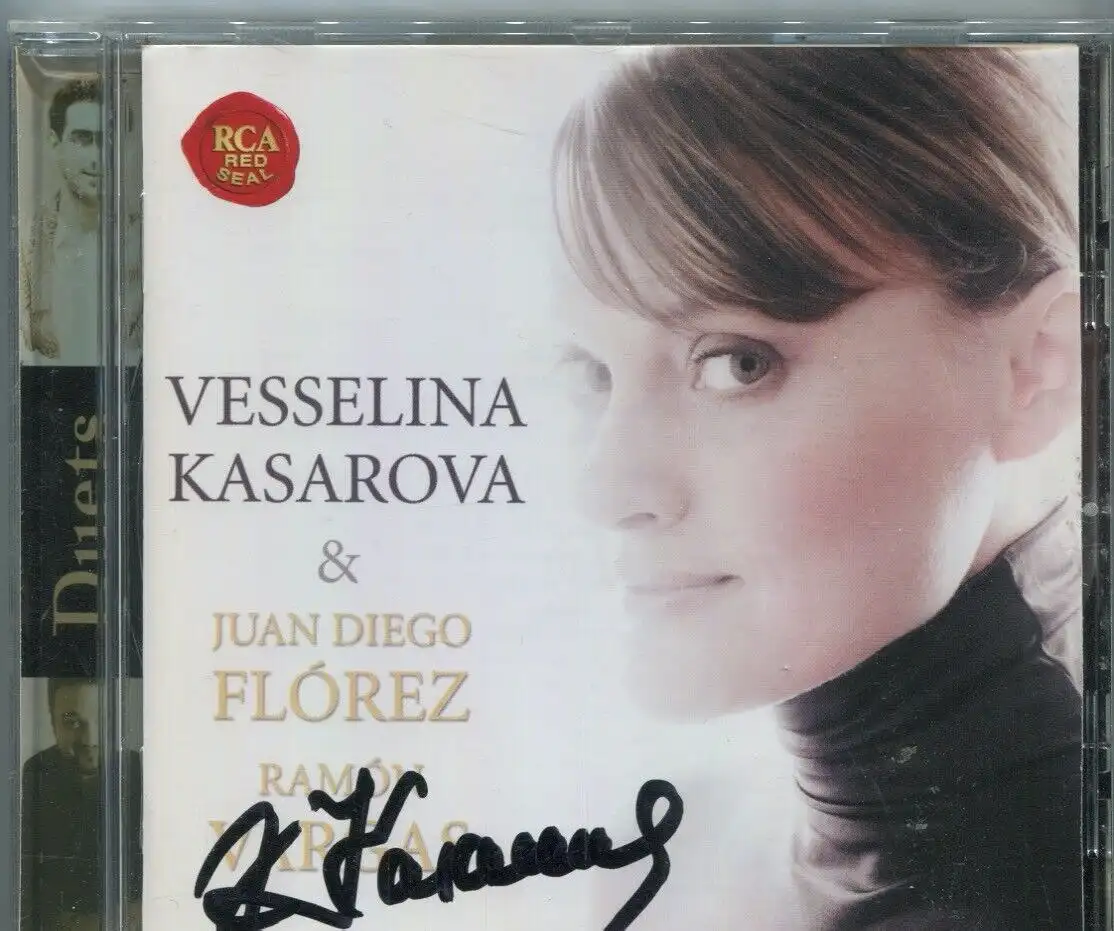 RCA
RED
SEAL
VESSELINA
KASAROVA
&
JUAN DIEGO
FLÓREZ
RAMÓN
VARGAS
Duets